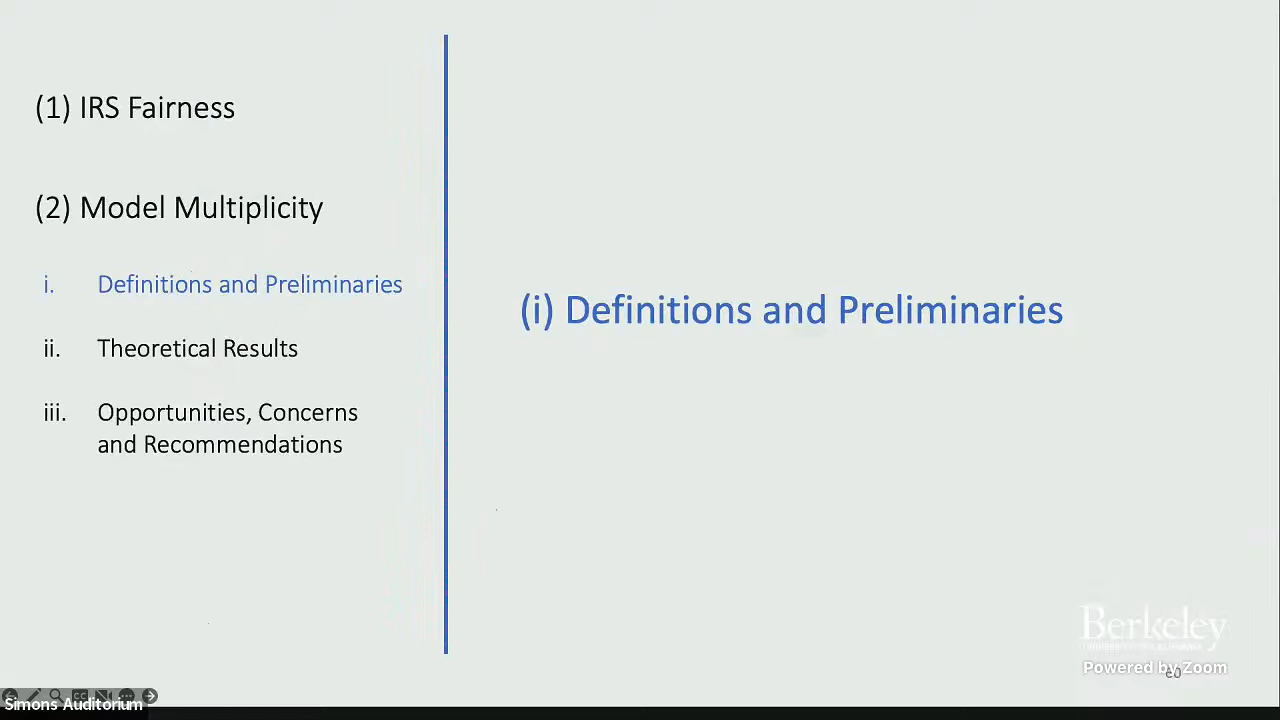 (1) IRS Fairness
(2) Model Multiplicity
i. Definitions and Preliminaries
ii. Theoretical Results
iii. Opportunities, Concerns
and Recommendations
(i) Definitions and Preliminaries
Berkeley
Powered by Zoom
Simons Auditorium